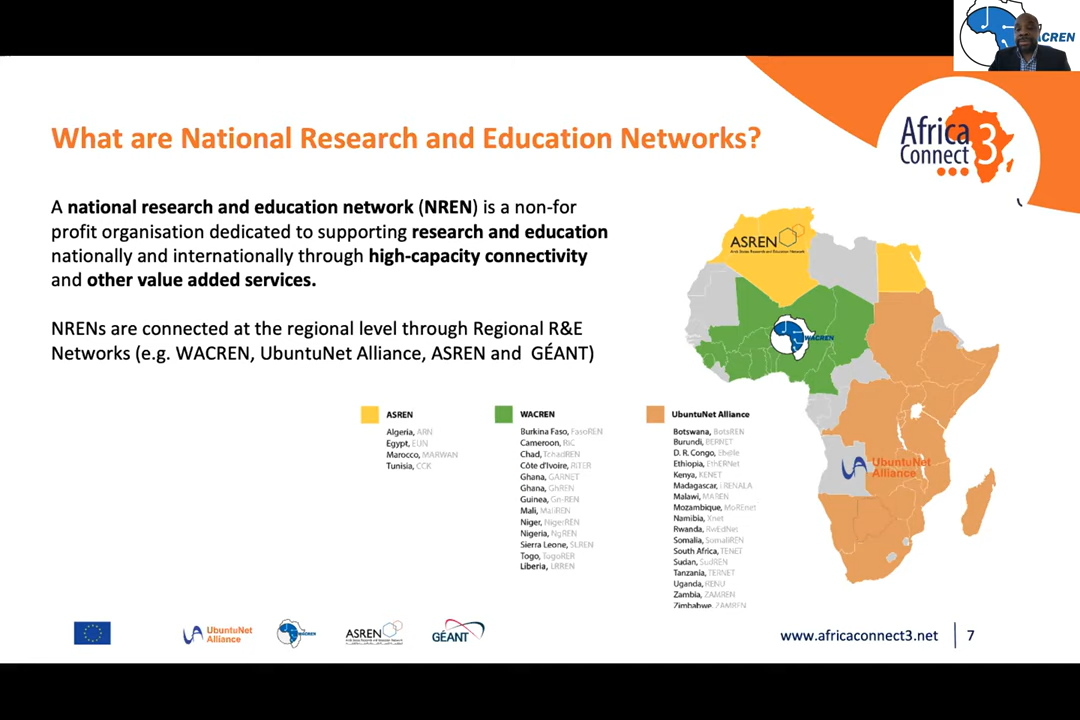 ACREN
Africa
Connect 3
What are National Research and Education Networks?
A national research and education network (NREN) is a non-for
profit organisation dedicated to supporting research and education
nationally and internationally through high-capacity connectivity
and other value added services.
NRENs are connected at the regional level through Regional R&E
Networks (e.g. WACREN, UbuntuNet Alliance, ASREN and GÉANT)
ASREN
WACREN
UbuntuNet
Alliance
ASREN
Algeria, ARN
Egypt, EUN
Marocco, MARWAN
Tunisia, CCK
WACREN
Burkina Faso, FasoREN
Cameroon, RIC
Chad, TchadREN
Côte d'Ivoire, RITER
Ghana, GARNET
Ghana, GhREN
Guinea, Gn-REN
Mali, MaliREN
Niger, NigerREN
Nigeria, NgREN
Sierra Leone, SLREN
Togo, TogoRER
Liberia, LRREN
UbuntuNet Alliance
Botswana, BotsREN
Burundi, BERNET
D. R. Congo, Eb@le
Ethiopia, EthERNet
Kenya, KENET
Madagascar, i RENALA
Malawi, MAREN
Mozambique, MoREnet
Namibia, Xnet
Rwanda, RwEdNet
Somalia, SomaliREN
South Africa, TENET
Sudan, SudREN
Tanzania, TERNET
Uganda, RENU
Zambia, ZAMREN
Zimbabwe, ZAMREN
UbuntuNet
Alliance
WACREN
ASREN
GÉANT
www.africaconnect3.net
7